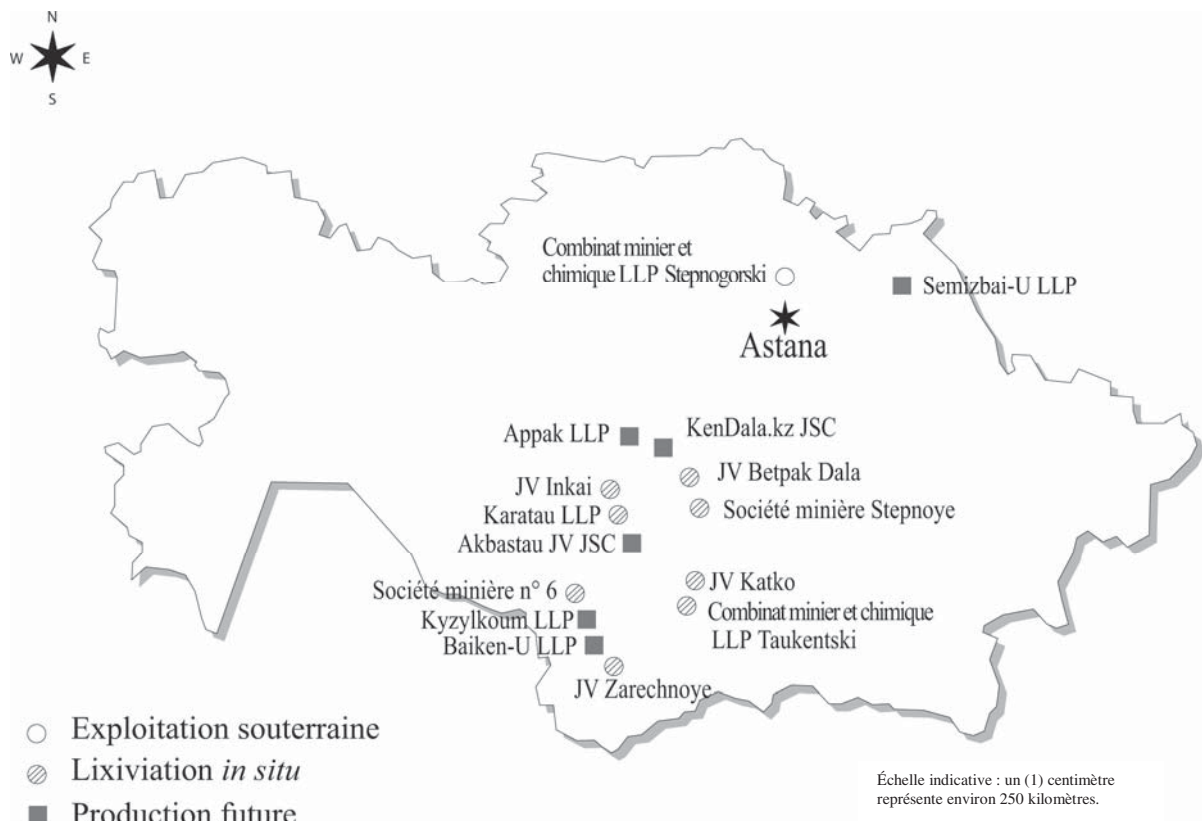 N
W
E
S
Combinat minier et
chimique LLP Stepnogorski
Semizbai-U LLP
Astana
Appak LLP
KenDala.kz JSC
JV Betpak Dala
JV Inkai
Société minière Stepnoye
Karatau LLP
Akbastau JV JSC
JV Katko
Société minière n° 6
Combinat minier et chimique
LLP Taukentski
Kyzylkoum LLP
Baiken-U LLP
JV Zarechnoye
Exploitation souterraine
Lixiviation in situ
Production future
Échelle indicative : un (1) centimètre
représente environ 250 kilomètres.